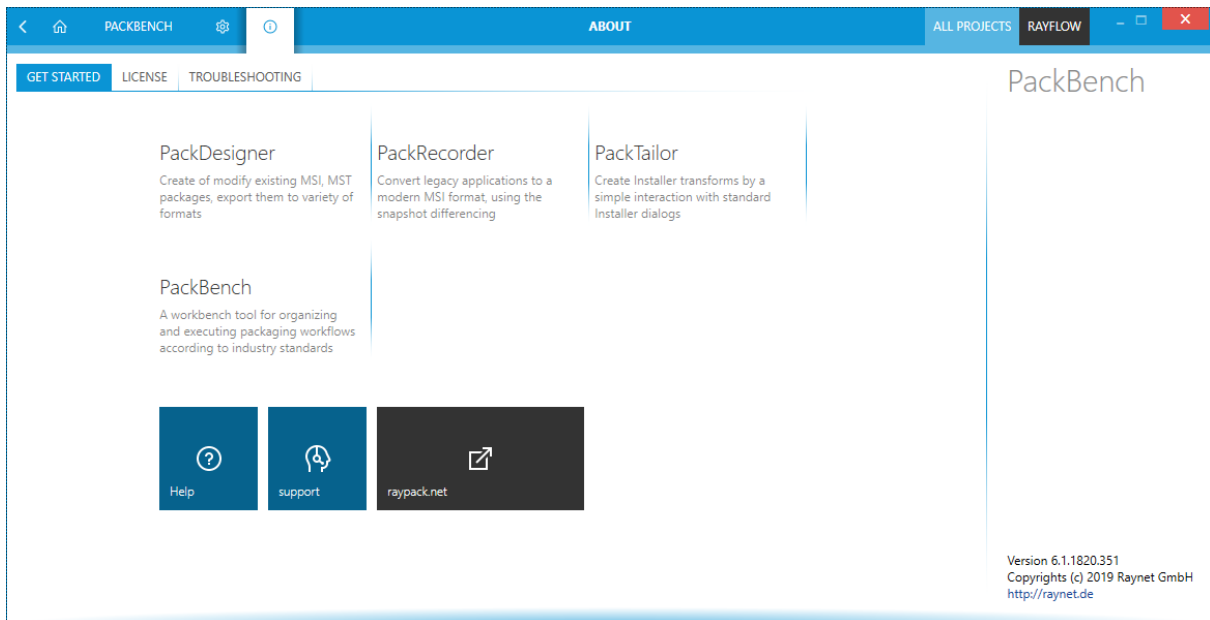 PACKBENCH
ABOUT
ALL PROJECTS
RAYFLOW
GET STARTED
LICENSE
TROUBLESHOOTING
PackBench
PackDesigner
Create of modify existing MSI, MST
packages, export them to variety of
formats
PackRecorder
Convert legacy applications to a
modern MSI format, using the
snapshot differencing
PackTailor
Create Installer transforms by a
simple interaction with standard
Installer dialogs
PackBench
A workbench tool for organizing
and executing packaging workflows
according to industry standards
Help
support
raypack.net
Version 6.1.1820.351
Copyrights (c) 2019 Raynet GmbH
http://raynet.de